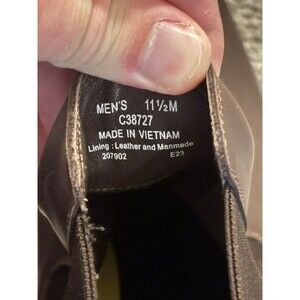 MEN'S 11½M
C38727
MADE IN VIETNAM
Lining : Leather and Manmade
207902 E23